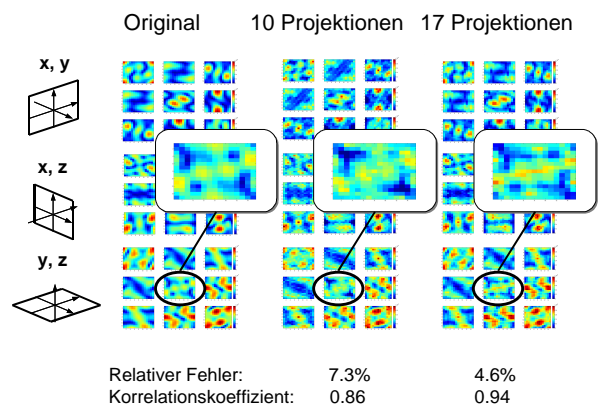 Original 10 Projektionen 17 Projektionen
x, y
x, z
y, z
Relativer Fehler: 7.3% 4.6%
Korrelationskoeffizient: 0.86 0.94